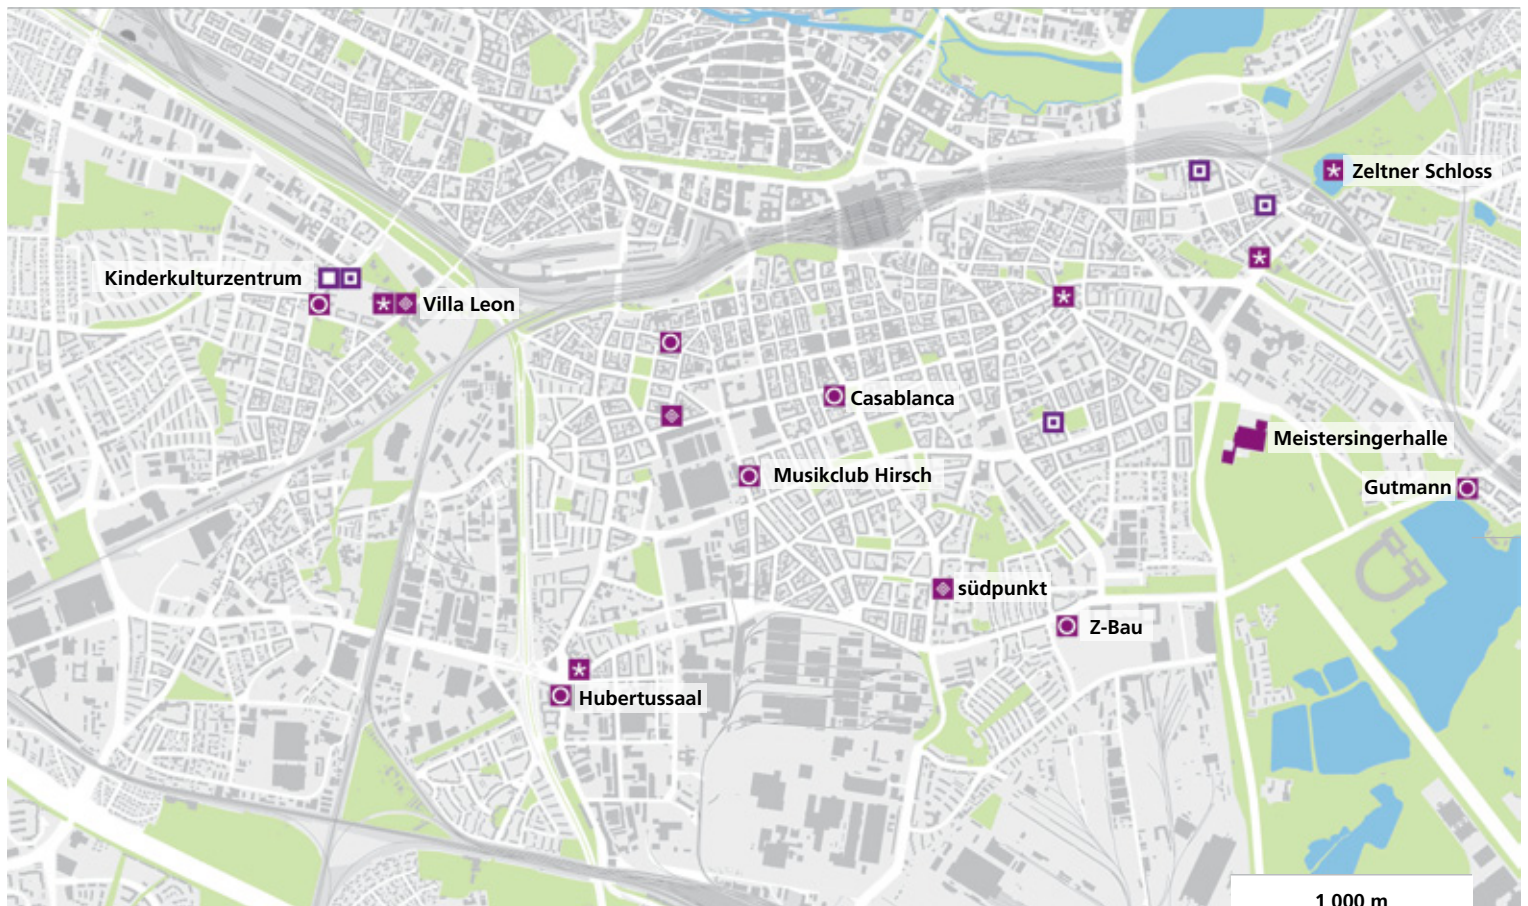 Zeltner Schloss
Kinderkulturzentrum
Villa Leon
Casablanca
Meistersingerhalle
Musikclub Hirsch
Gutmann
südpunkt
Z-Bau
Hubertussaal
1.000 m